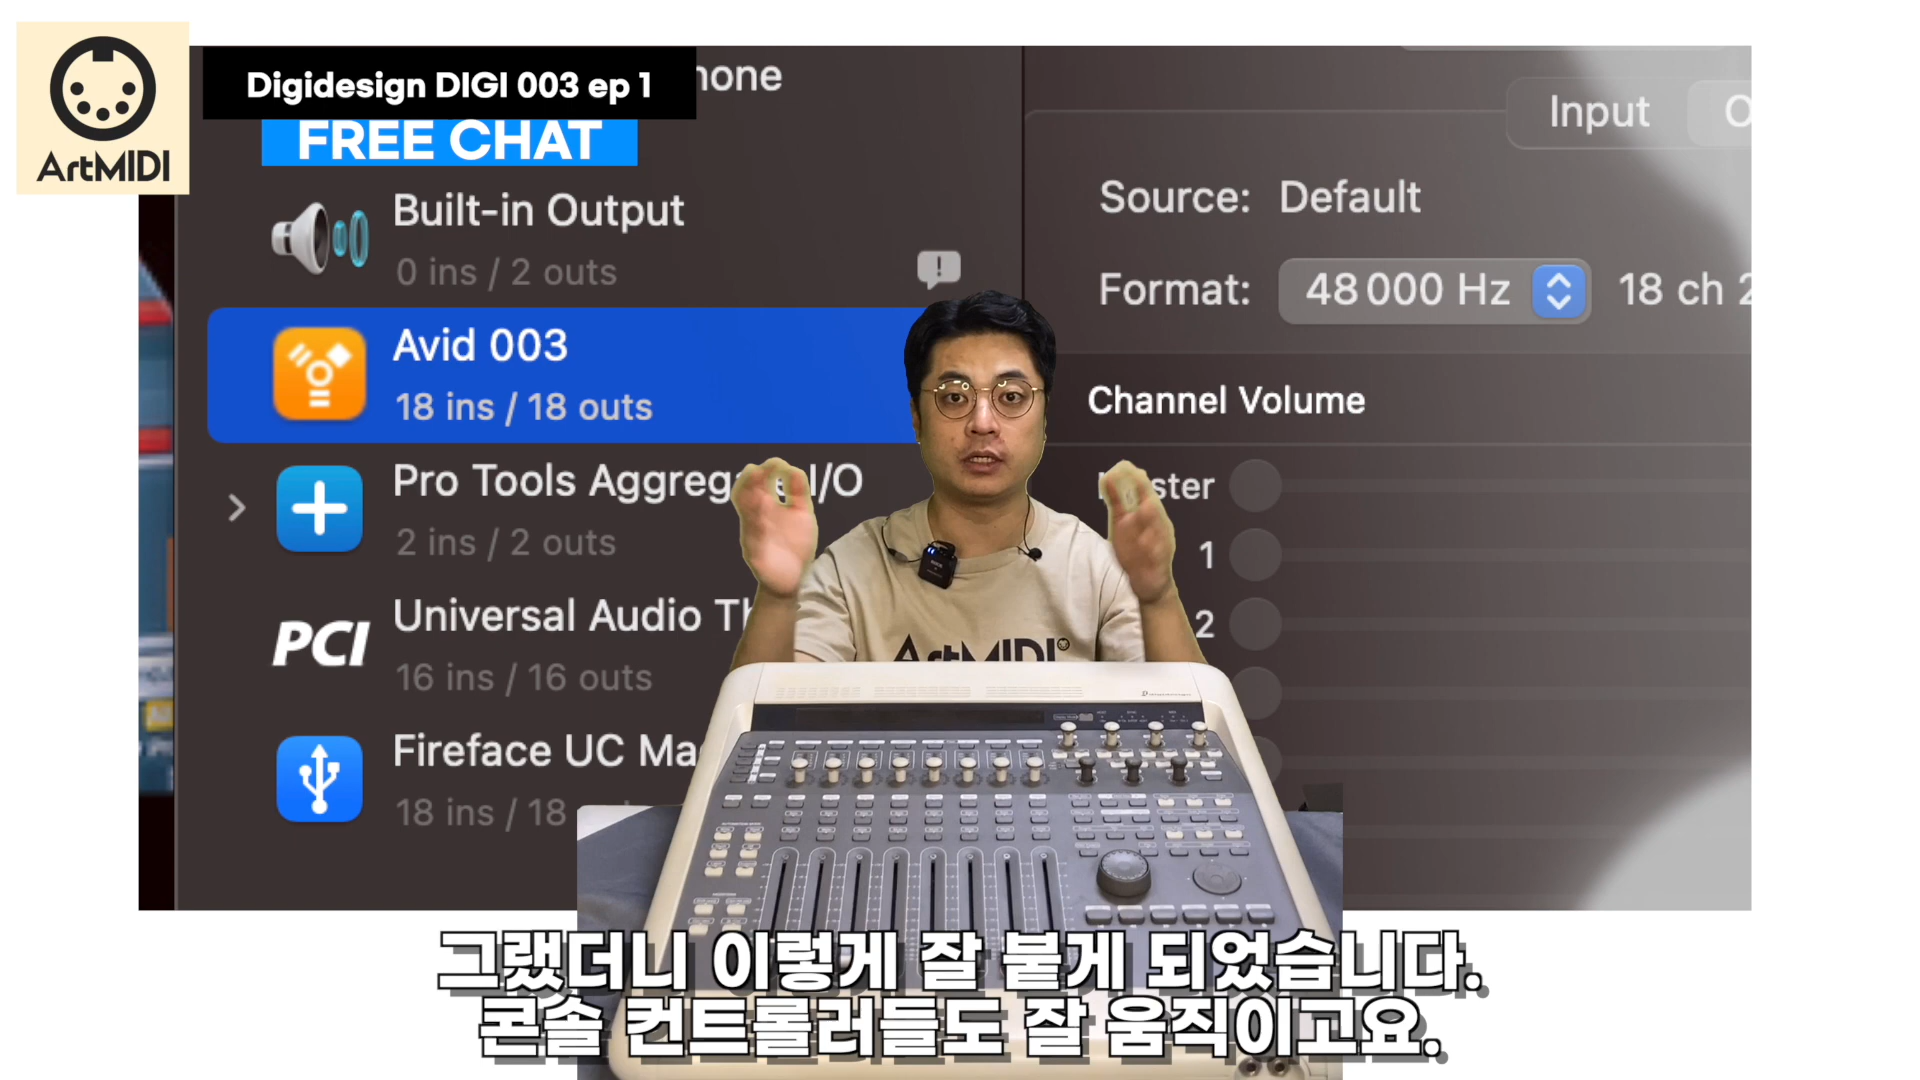 ArtMIDI
Digidesign DIGI 003 ep 1
FREE CHAT
Built-in Output
0 ins / 2 outs
Avid 003
18 ins / 18 outs
Pro Tools I/O
2 ins / 2 outs
PCI
Universal Audio
16 ins / 16 outs
Fireface UC
18 ins / 18
Input
Source: Default
Format: 48 000 Hz 18 ch
Channel Volume
1
2
ArtMIDI
그랬더니 이렇게 잘 붙게 되었습니다.
콘솔 컨트롤러들도 잘 움직이고요.